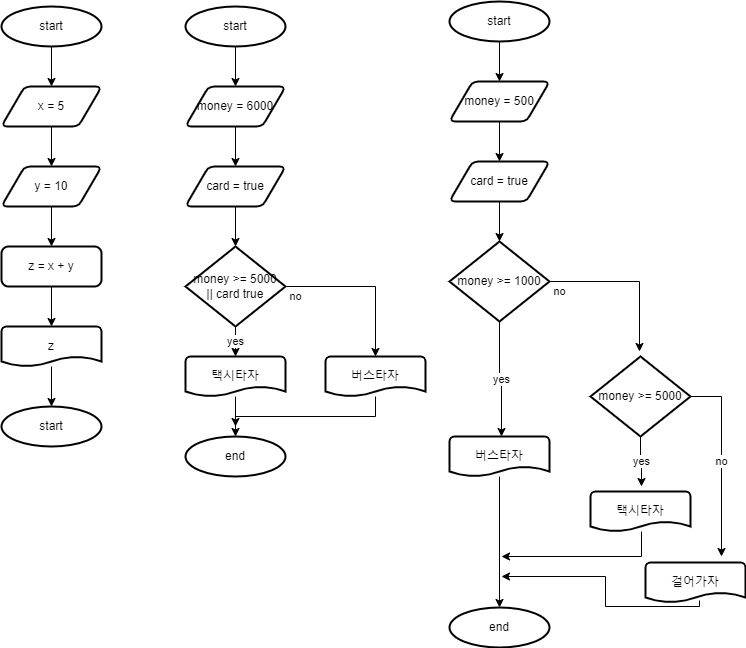 start
x = 5
y = 10
z = x + y
z
start
start
money = 6000
card = true
money >= 5000
|| card true
no
yes
택시타자
버스타자
end
start
money = 500
card = true
money >= 1000
no
yes
버스타자
money >= 5000
yes
no
택시타자
걸어가자
end